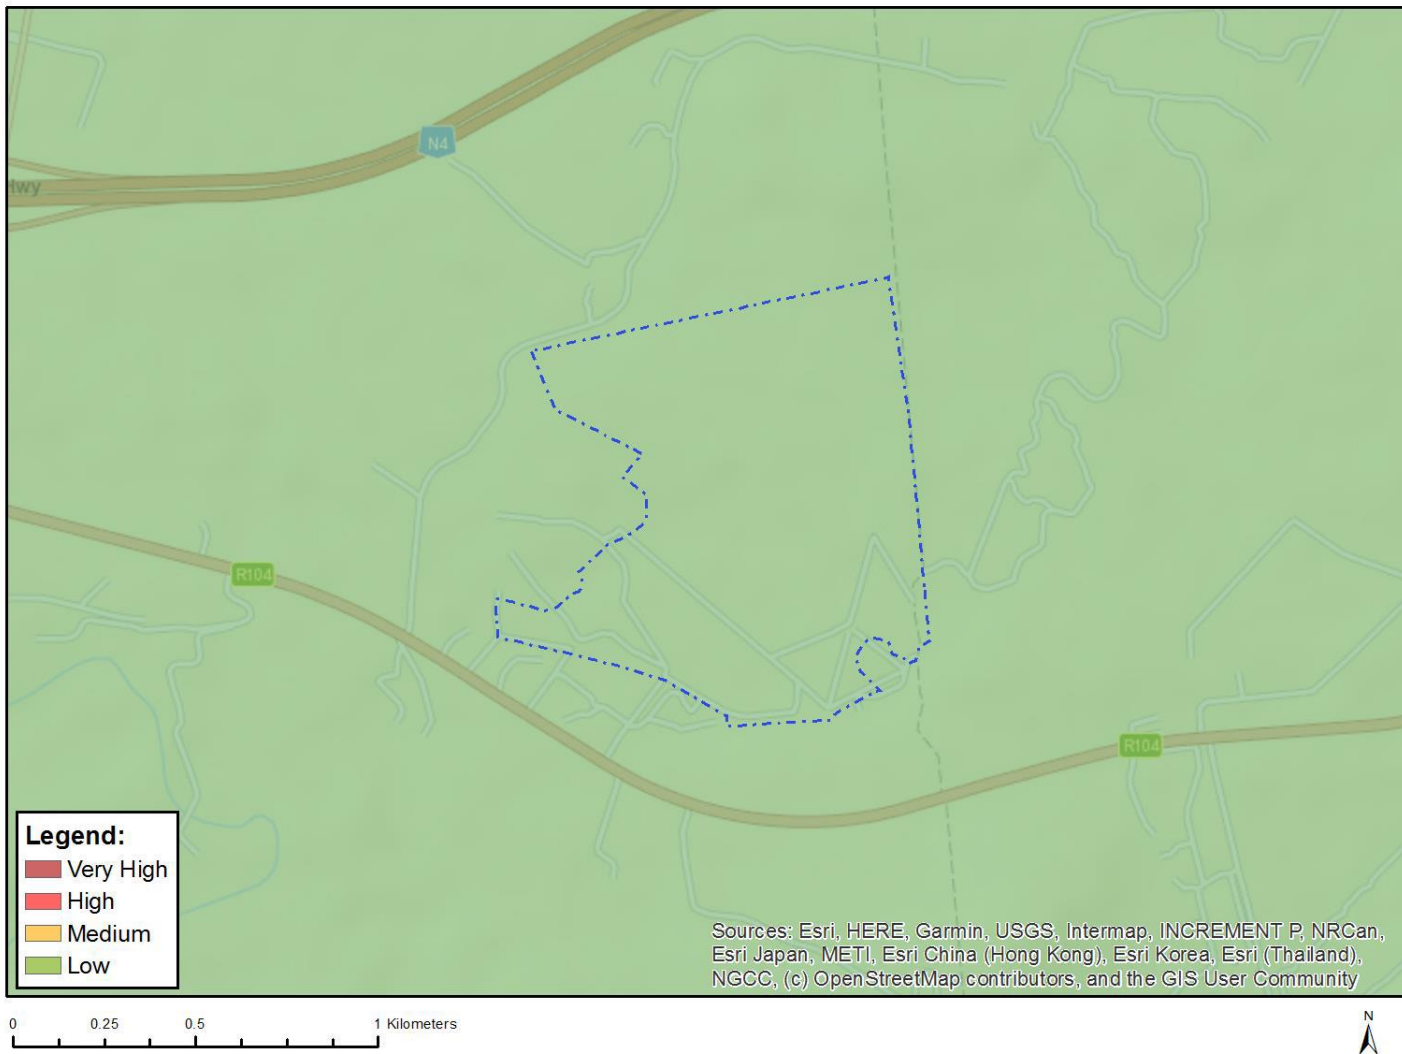 N4
Hwy
R104
R104
Legend:
Very High
High
Medium
Low
Sources: Esri, HERE, Garmin, USGS, Intermap, INCREMENT P, NRCan,
Esri Japan, METI, Esri China (Hong Kong), Esri Korea, Esri (Thailand),
NGCC, (c) OpenStreetMap contributors, and the GIS User Community
0 0.25 0.5 1 Kilometers
N